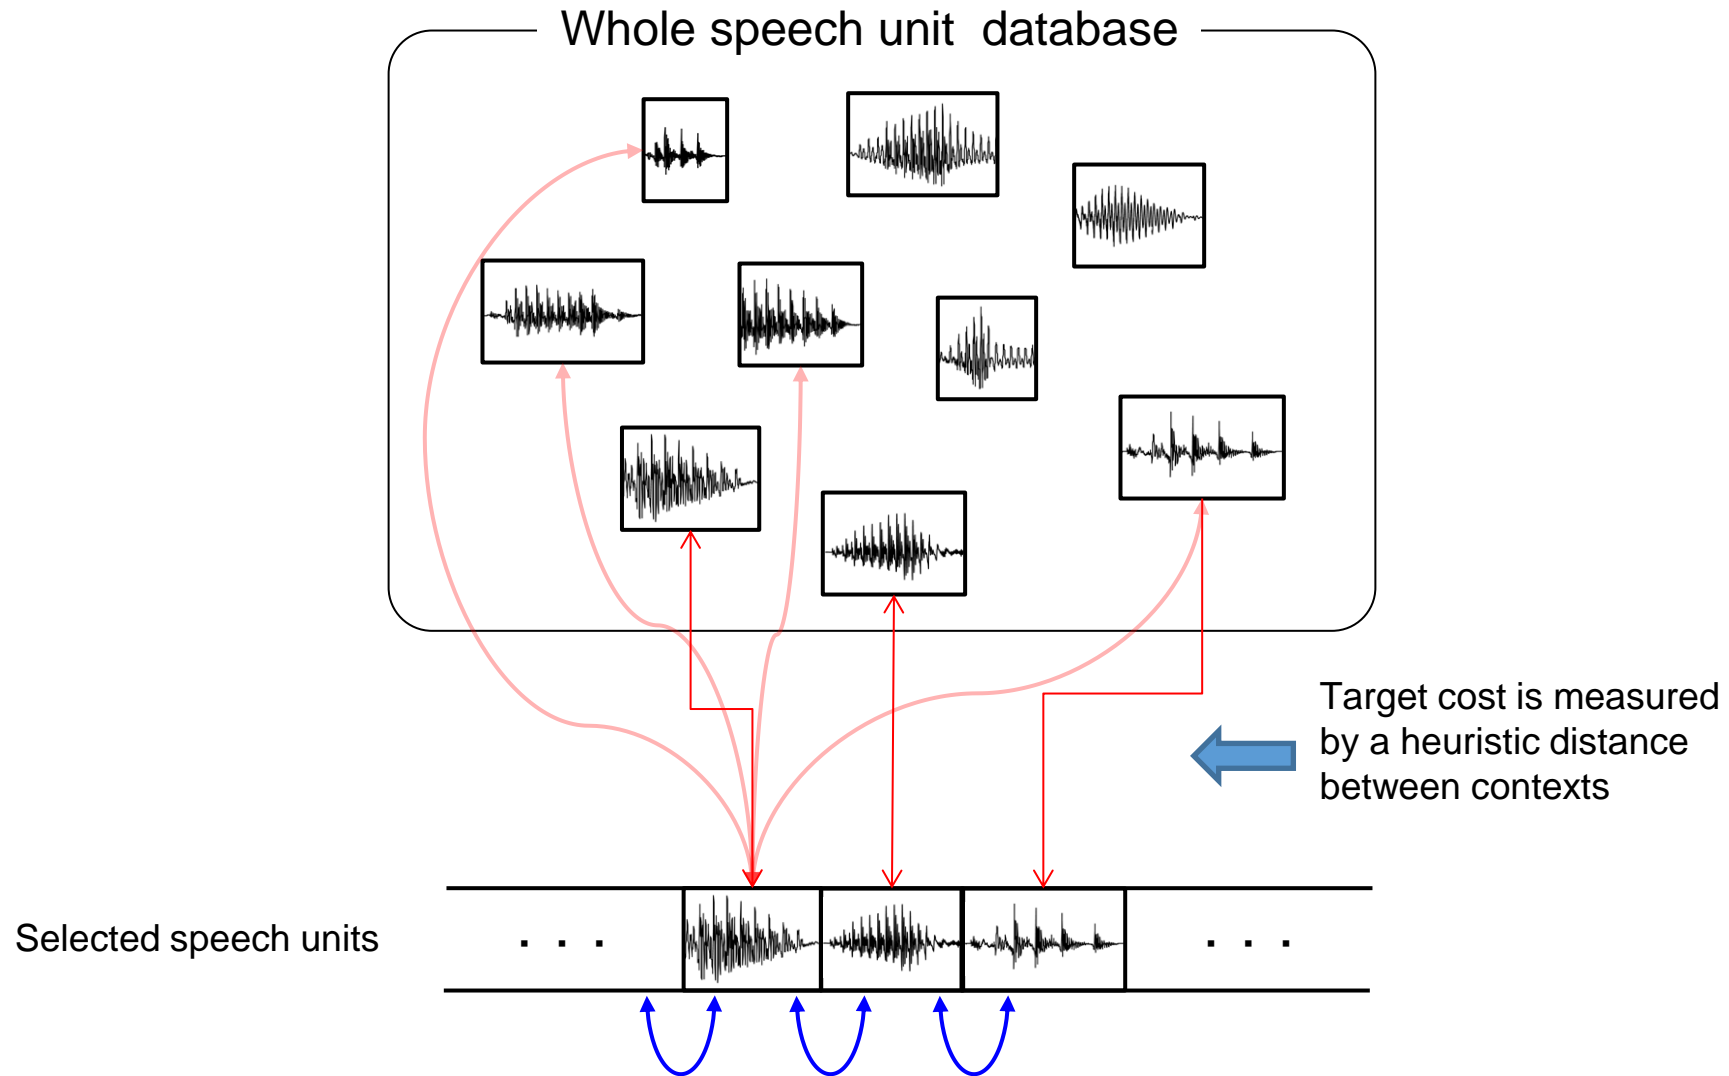 Whole speech unit database
Target cost is measured
by a heuristic distance
between contexts
Selected speech units
. . .
. . .